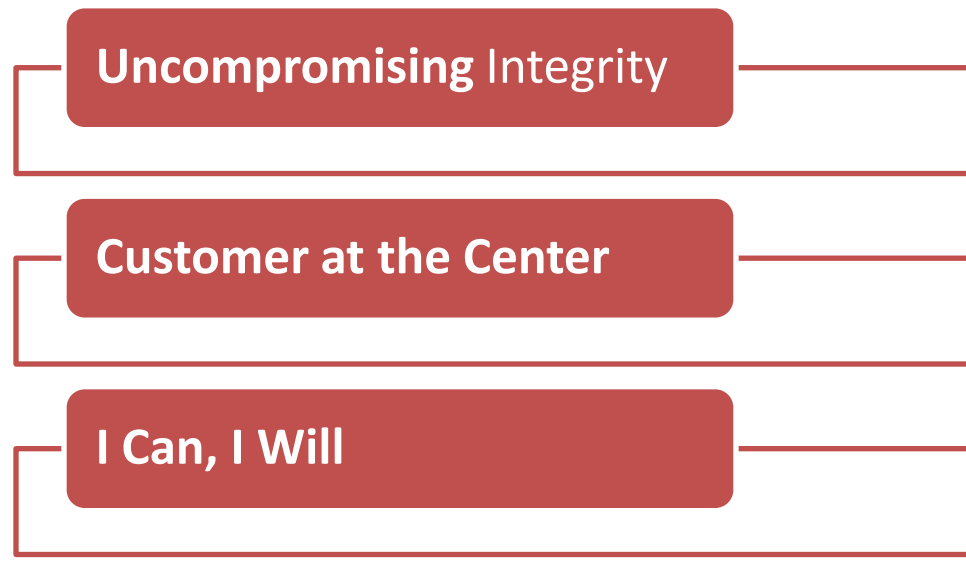 Uncompromising Integrity
Customer at the Center
I Can, I Will